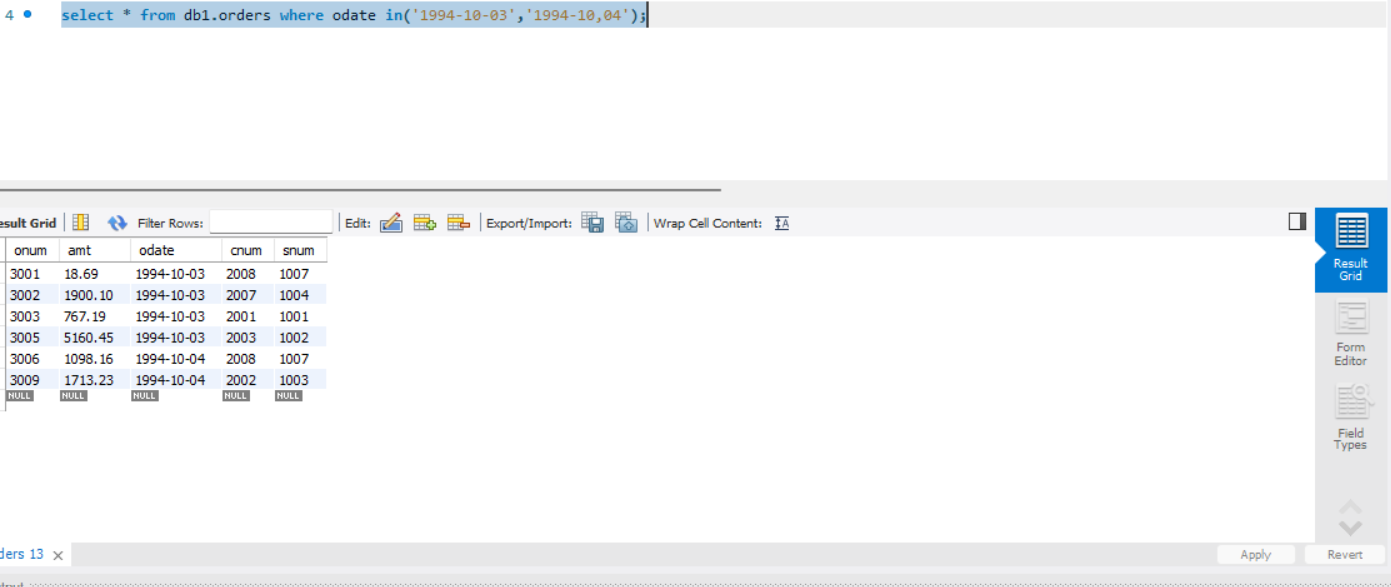 4 select * from db1.orders where odate in('1994-10-03','1994-10,04');
esult Grid Filter Rows: Edit: Export/Import: Wrap Cell Content: IA
onum amt odate cnum snum
3001 18.69 1994-10-03 2008 1007
3002 1900.10 1994-10-03 2007 1004
3003 767.19 1994-10-03 2001 1001
3005 5160.45 1994-10-03 2003 1002
3006 1098.16 1994-10-04 2008 1007
3009 1713.23 1994-10-04 2002 1003
NULL NULL NULL NULL NULL
Result
Grid
Form
Editor
Field
Types
ders 13
Apply Revert